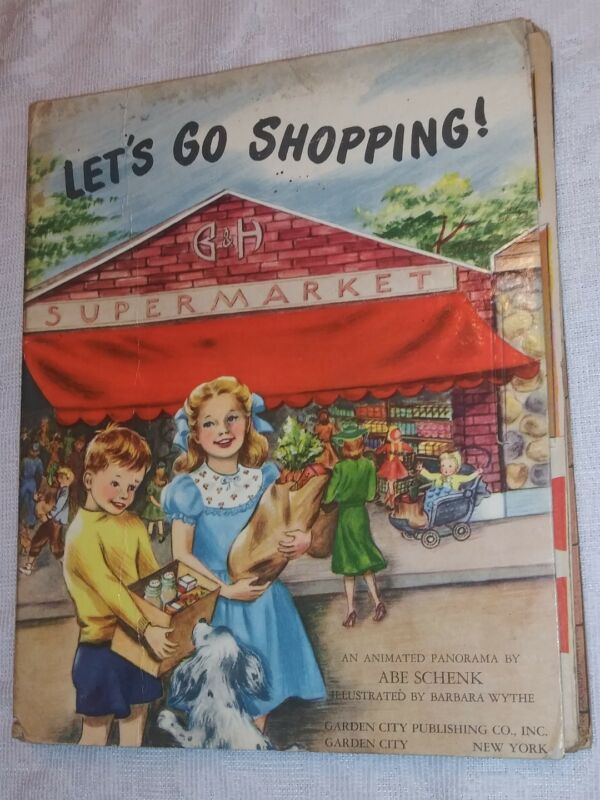 LET'S GO SHOPPING!
G&H
SUPERMARKET
AN ANIMATED PANORAMA BY
ABE SCHENK
ILLUSTRATED BY BARBARA WYTHE
GARDEN CITY PUBLISHING CO., INC.
GARDEN CITY NEW YORK